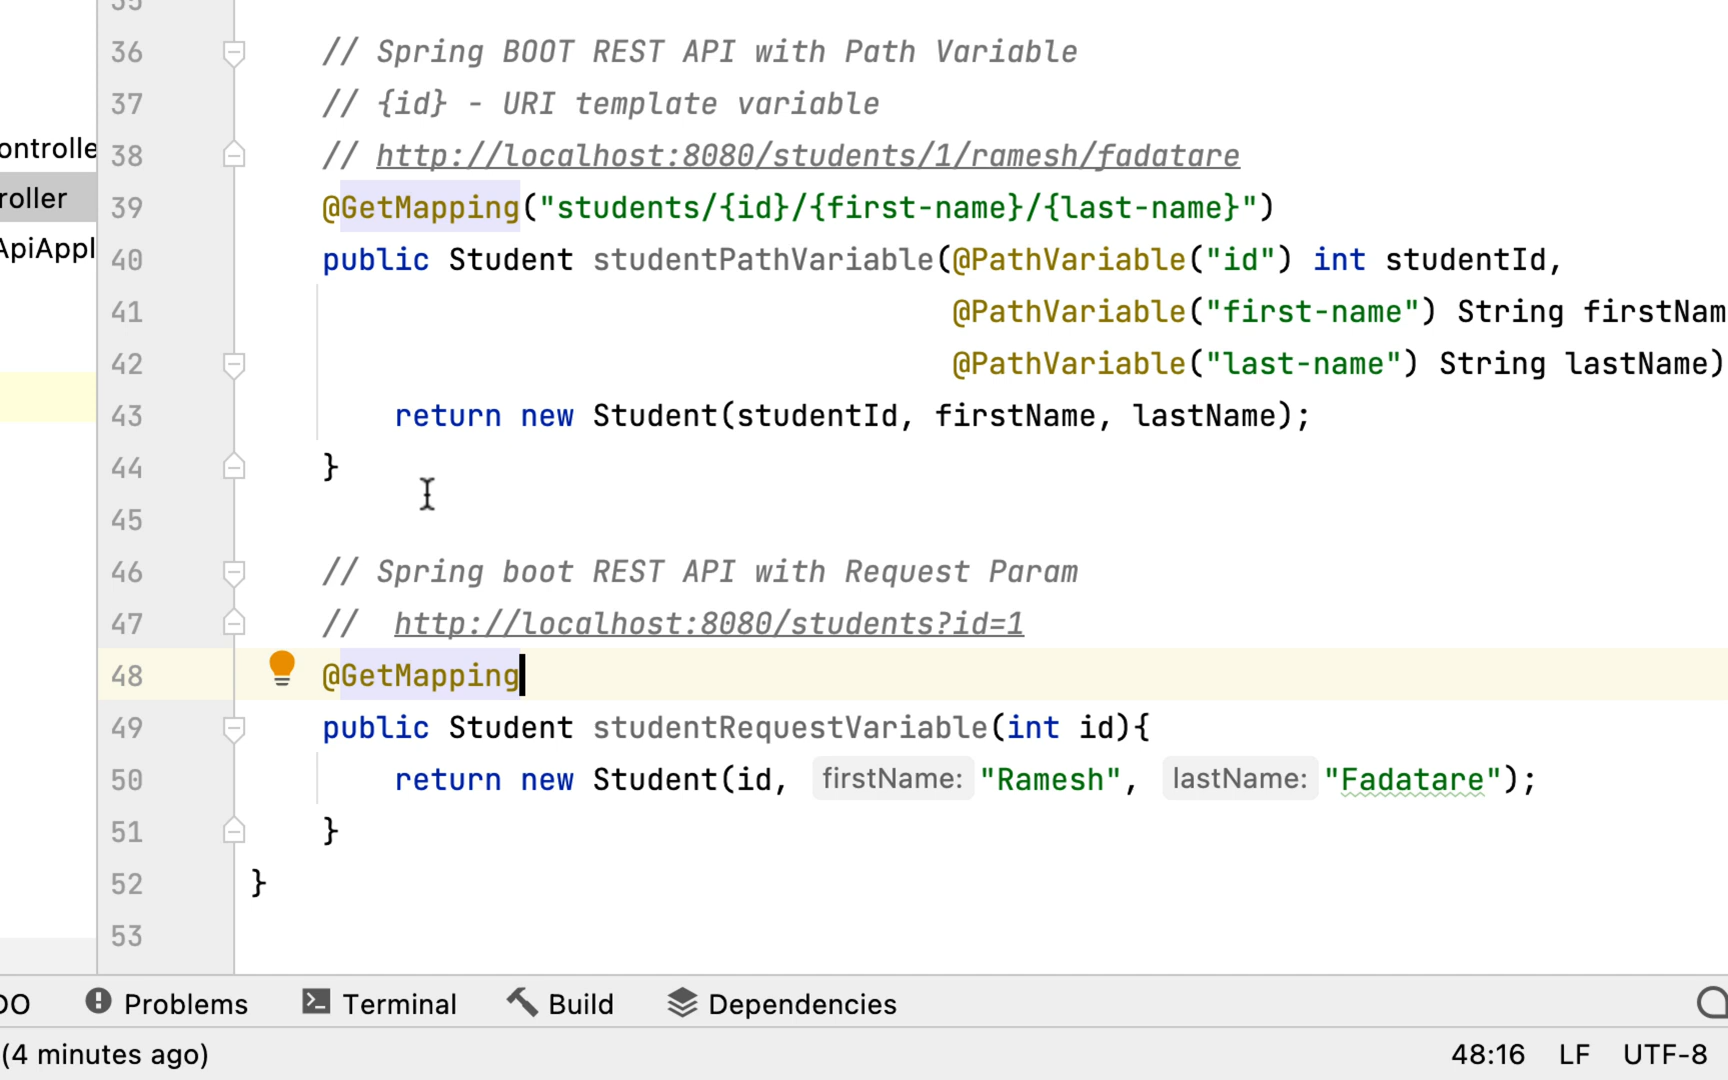 35
36 // Spring BOOT REST API with Path Variable
37 // {id} - URI template variable
ontrolle 38 // http://localhost:8080/students/1/ramesh/fadatare
roller 39 @GetMapping("students/{id}/{first-name}/{last-name}")
ApiAppl 40 public Student studentPathVariable(@PathVariable("id") int studentId,
41 @PathVariable("first-name") String firstNam
42 @PathVariable("last-name") String lastName)
43 return new Student(studentId, firstName, lastName);
44 }
45
46 // Spring boot REST API with Request Param
47 // http://localhost:8080/students?id=1
48 @GetMapping
49 public Student studentRequestVariable(int id){
50 return new Student(id, firstName: "Ramesh", lastName: "Fadatare");
51 }
52 }
53
DO Problems Terminal Build Dependencies
(4 minutes ago) 48:16 LF UTF-8